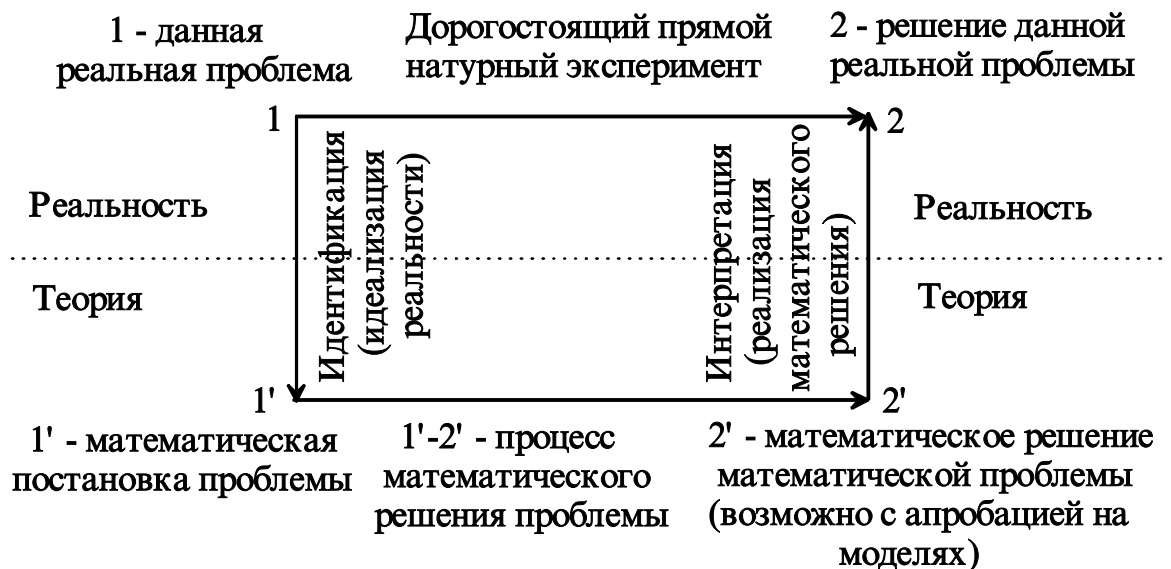 1 - данная
реальная проблема
Дорогостоящий прямой
натурный эксперимент
2 - решение данной
реальной проблемы
1
2
Идентификация
(идеализация
реальности)
Интерпретация
(реализация
математического
решения)
Реальность
Реальность
Теория
Теория
1'
2'
1' - математическая
постановка проблемы
1'-2' - процесс
математического
решения проблемы
2' - математическое решение
математической проблемы
(возможно с апробацией на
моделях)